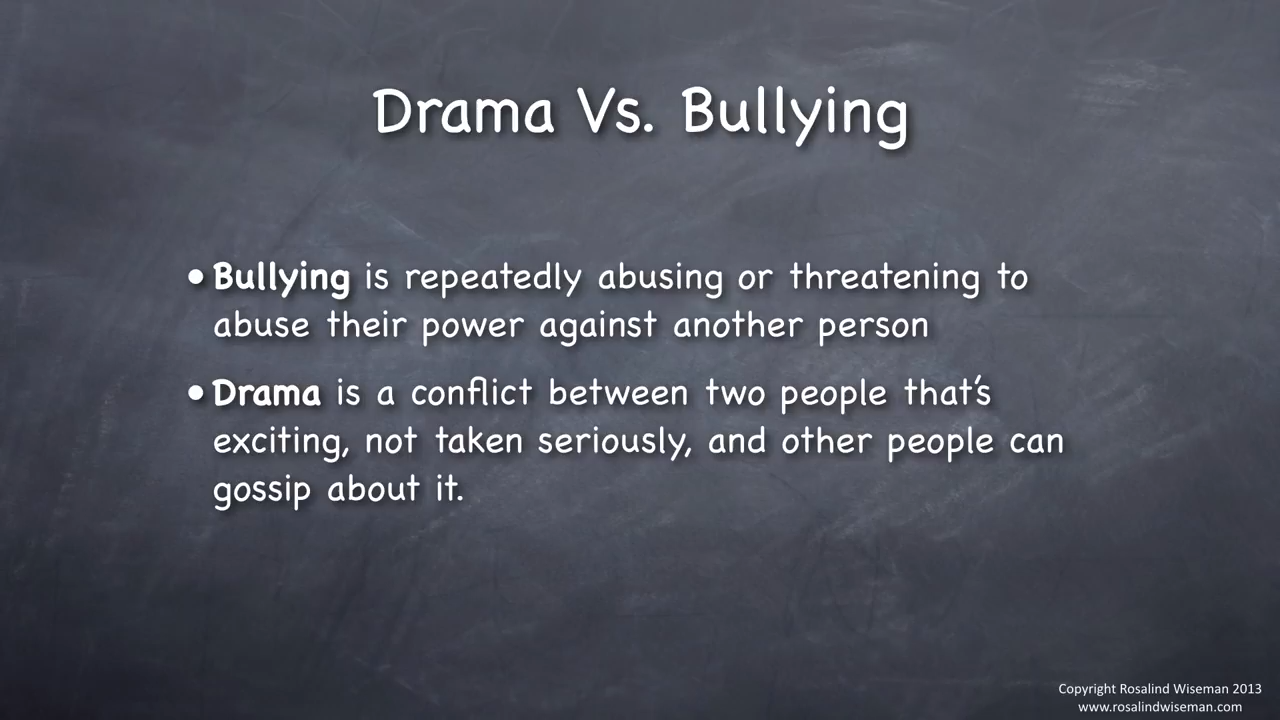 Drama Vs. Bullying
• Bullying is repeatedly abusing or threatening to
abuse their power against another person
• Drama is a conflict between two people that's
exciting, not taken seriously, and other people can
gossip about it.
Copyright Rosalind Wiseman 2013
www.rosalindwiseman.com